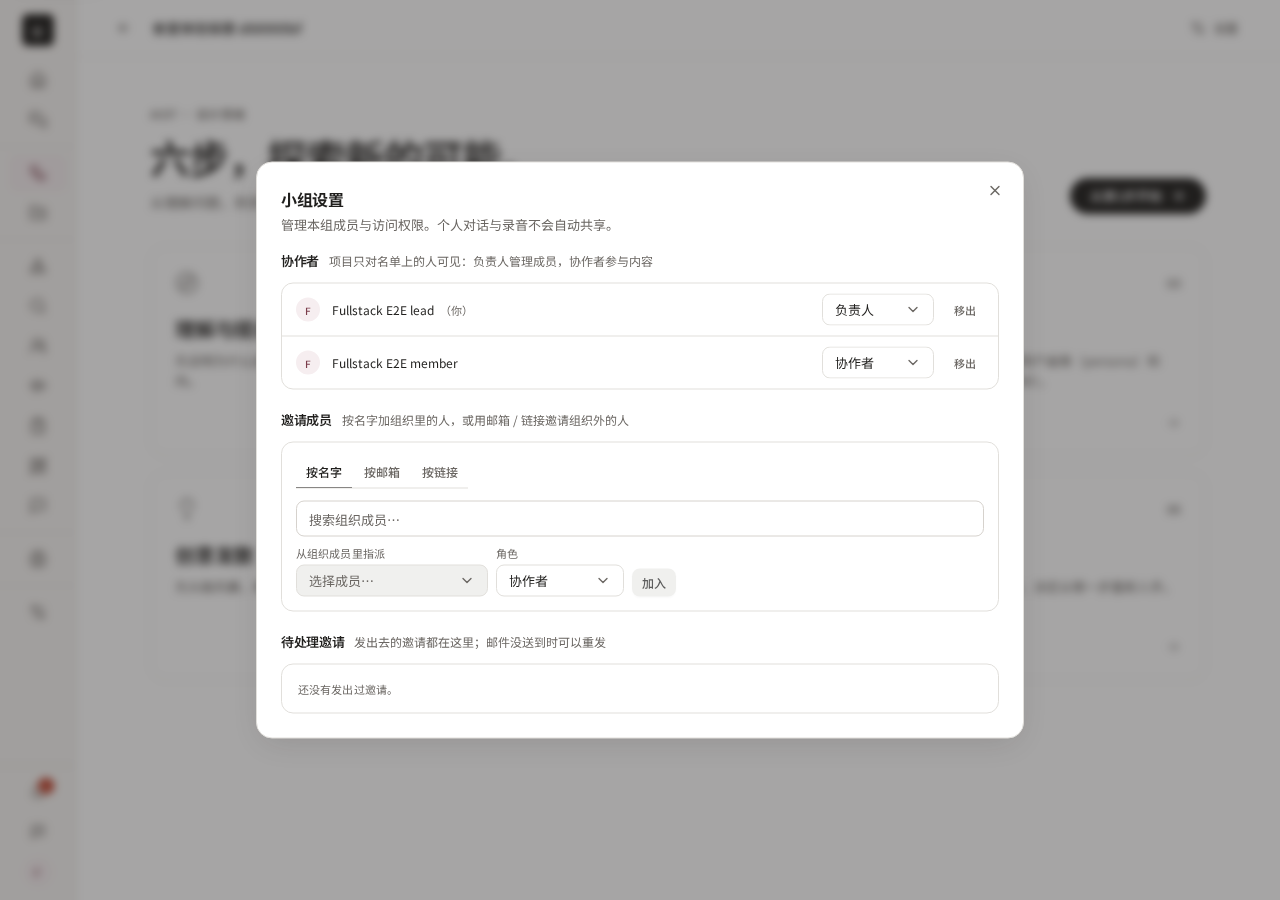 六步，探索新的可能
小组设置
管理本组成员与访问权限。个人对话与录音不会自动共享。
协作者 项目只对名单上的人可见：负责人管理成员，协作者参与内容
F Fullstack E2E lead （你） 负责人 移出
F Fullstack E2E member 协作者 移出
邀请成员 按名字加组织里的人，或用邮箱 / 链接邀请组织外的人
按名字 按邮箱 按链接
搜索组织成员…
从组织成员里指派 角色
选择成员… 协作者 加入
待处理邀请 发出去的邀请都在这里；邮件没送到时可以重发
还没有发出过邀请。